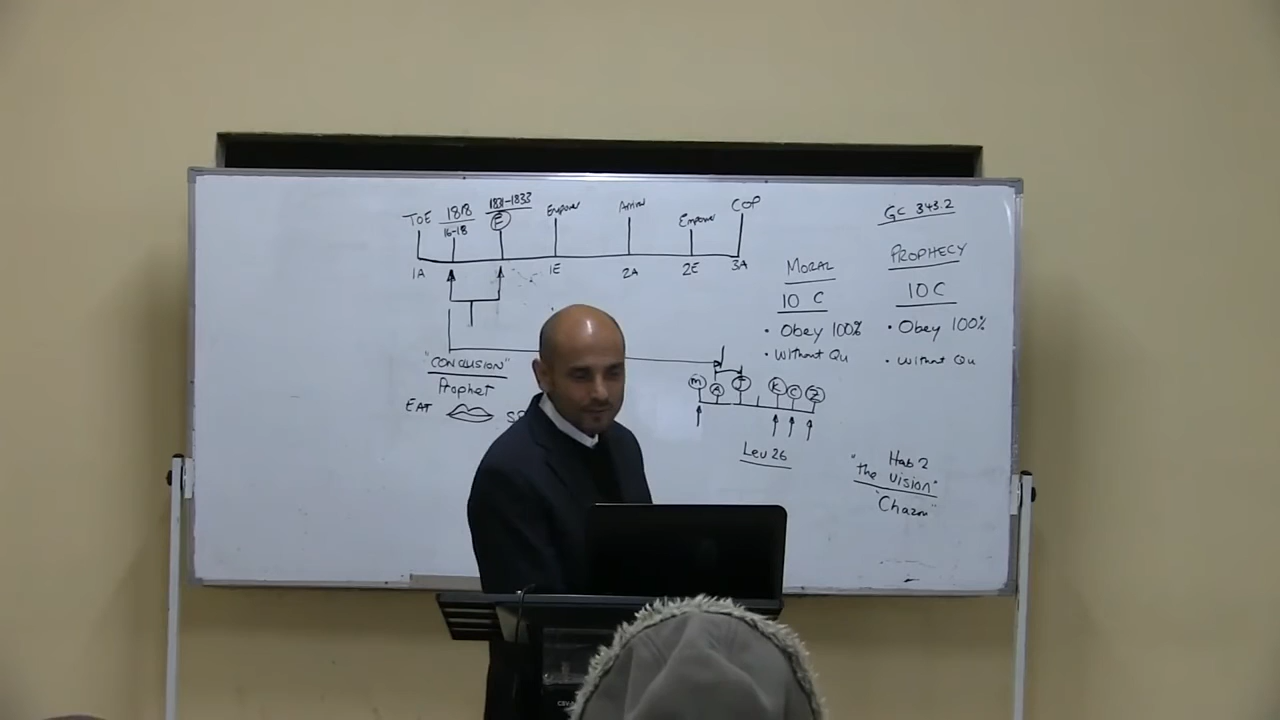 TOE 1818 1831-1833 Empower Arrival Empower COP
16-18 F
1A 1E 2A 2E 3A
"CONCLUSION"
Prophet
EAT
M A J K C Z
Lev 26
GC 343.2
MORAL
10 C
• Obey 100%
• Without Qu
PROPHECY
10 C
• Obey 100%
• Without Qu
Hab 2
"the Vision"
"Chazon"